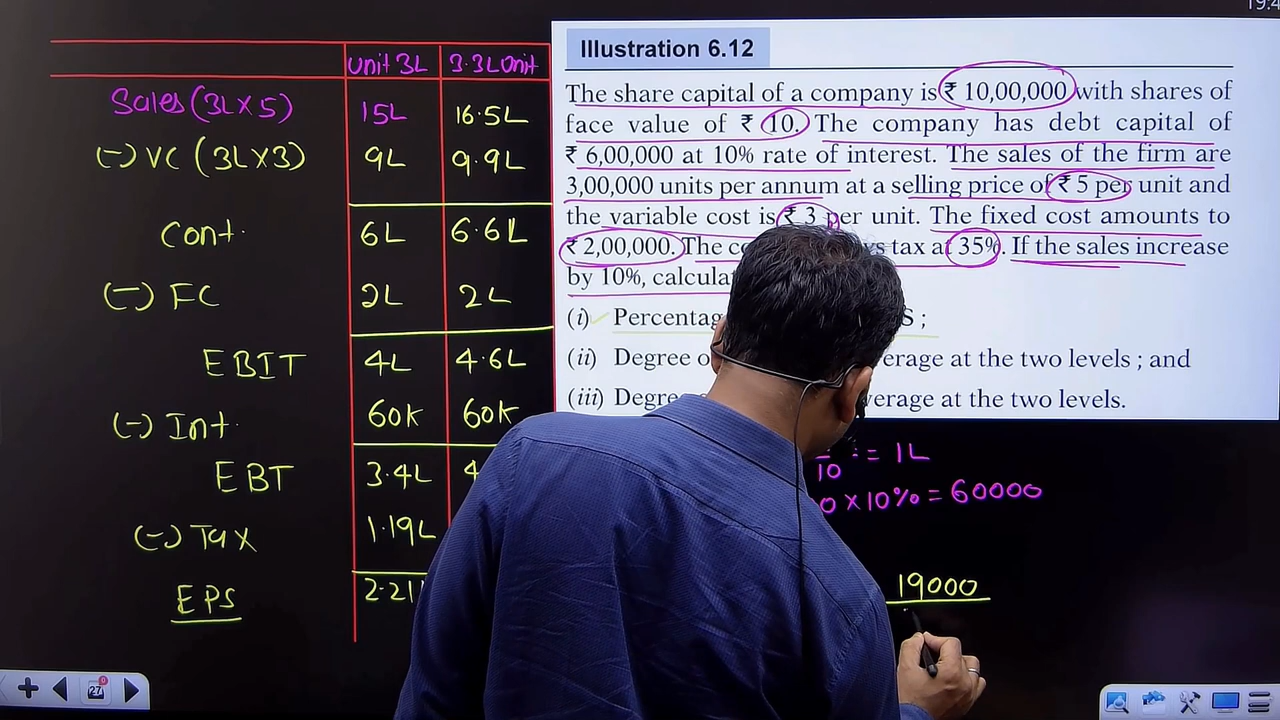 19:4
unit 3L 3.3L Unit
Sales (3L×5) 15L 16.5L
(-) VC (3L×3) 9L 9.9L
Cont. 6L 6.6L
(-) FC 2L 2L
EBIT 4L 4.6L
(-) Int. 60K 60K
EBT 3.4L 4
(-) Tax 1.19L
EPS 2.21
Illustration 6.12
The share capital of a company is ₹ 10,00,000 with shares of
face value of ₹ 10. The company has debt capital of
₹ 6,00,000 at 10% rate of interest. The sales of the firm are
3,00,000 units per annum at a selling price of ₹ 5 per unit and
the variable cost is ₹ 3 per unit. The fixed cost amounts to
₹ 2,00,000. The tax at 35%. If the sales increase
by 10%,
(i) S ;
(ii) Degree at the two levels ; and
(iii) at the two levels.
10 = 1L
0 × 10% = 60000
19000
27